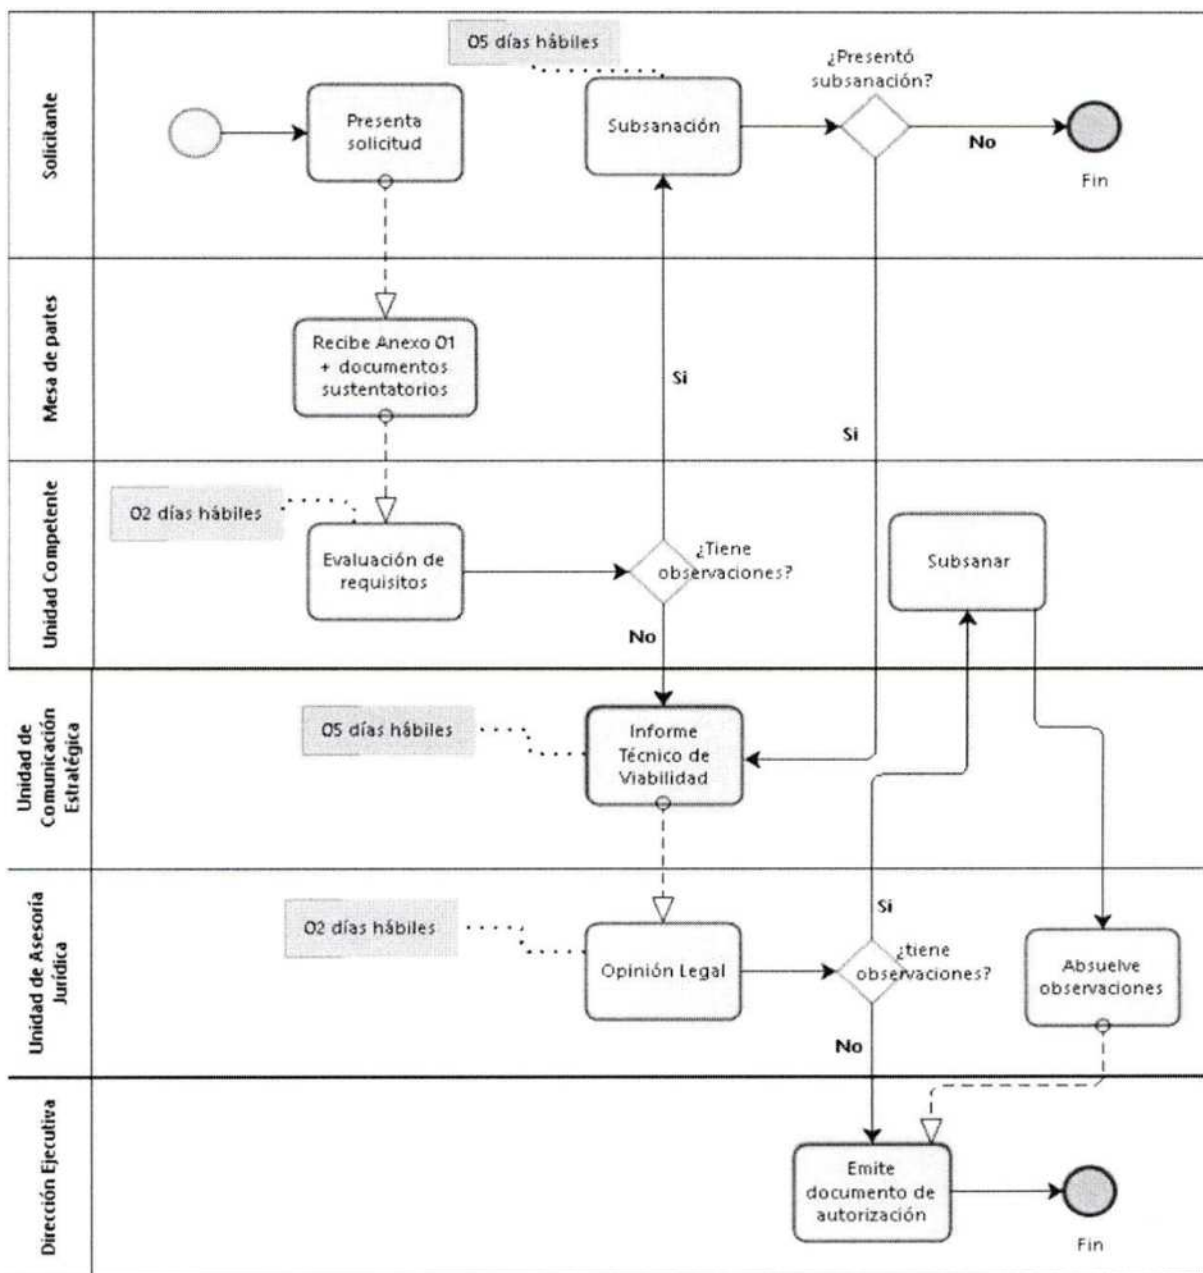 Solicitante
05 días hábiles
Presenta
solicitud
Subsanación
¿Presentó
subsanación?
No
Fin
Mesa de partes
Recibe Anexo 01
+ documentos
sustentatorios
Si
Si
Unidad Competente
02 días hábiles
Evaluación de
requisitos
¿Tiene
observaciones?
No
Subsanar
Unidad de
Comunicación
Estratégica
05 días hábiles
Informe
Técnico de
Viabilidad
Unidad de Asesoría
Jurídica
02 días hábiles
Opinión Legal
Si
¿tiene
observaciones?
No
Absuelve
observaciones
Dirección Ejecutiva
Emite
documento de
autorización
Fin